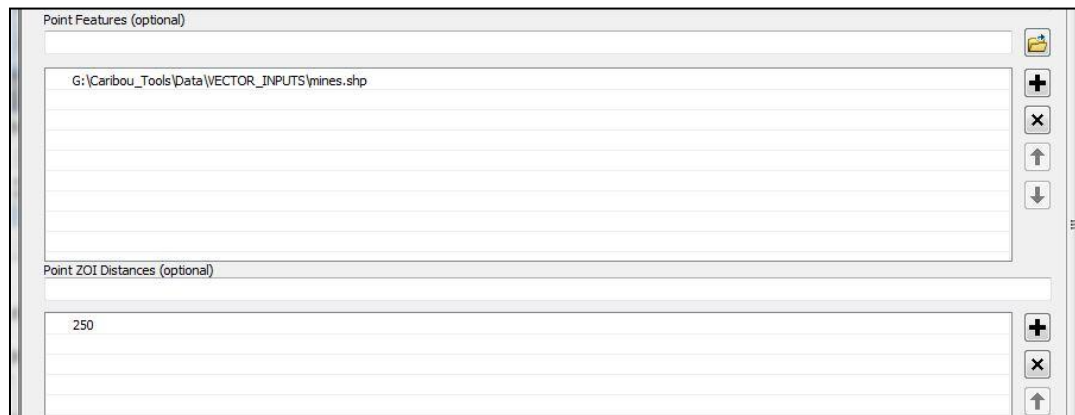 Point Features (optional)
G:\Caribou_Tools\Data\VECTOR_INPUTS\mines.shp
Point ZOI Distances (optional)
250